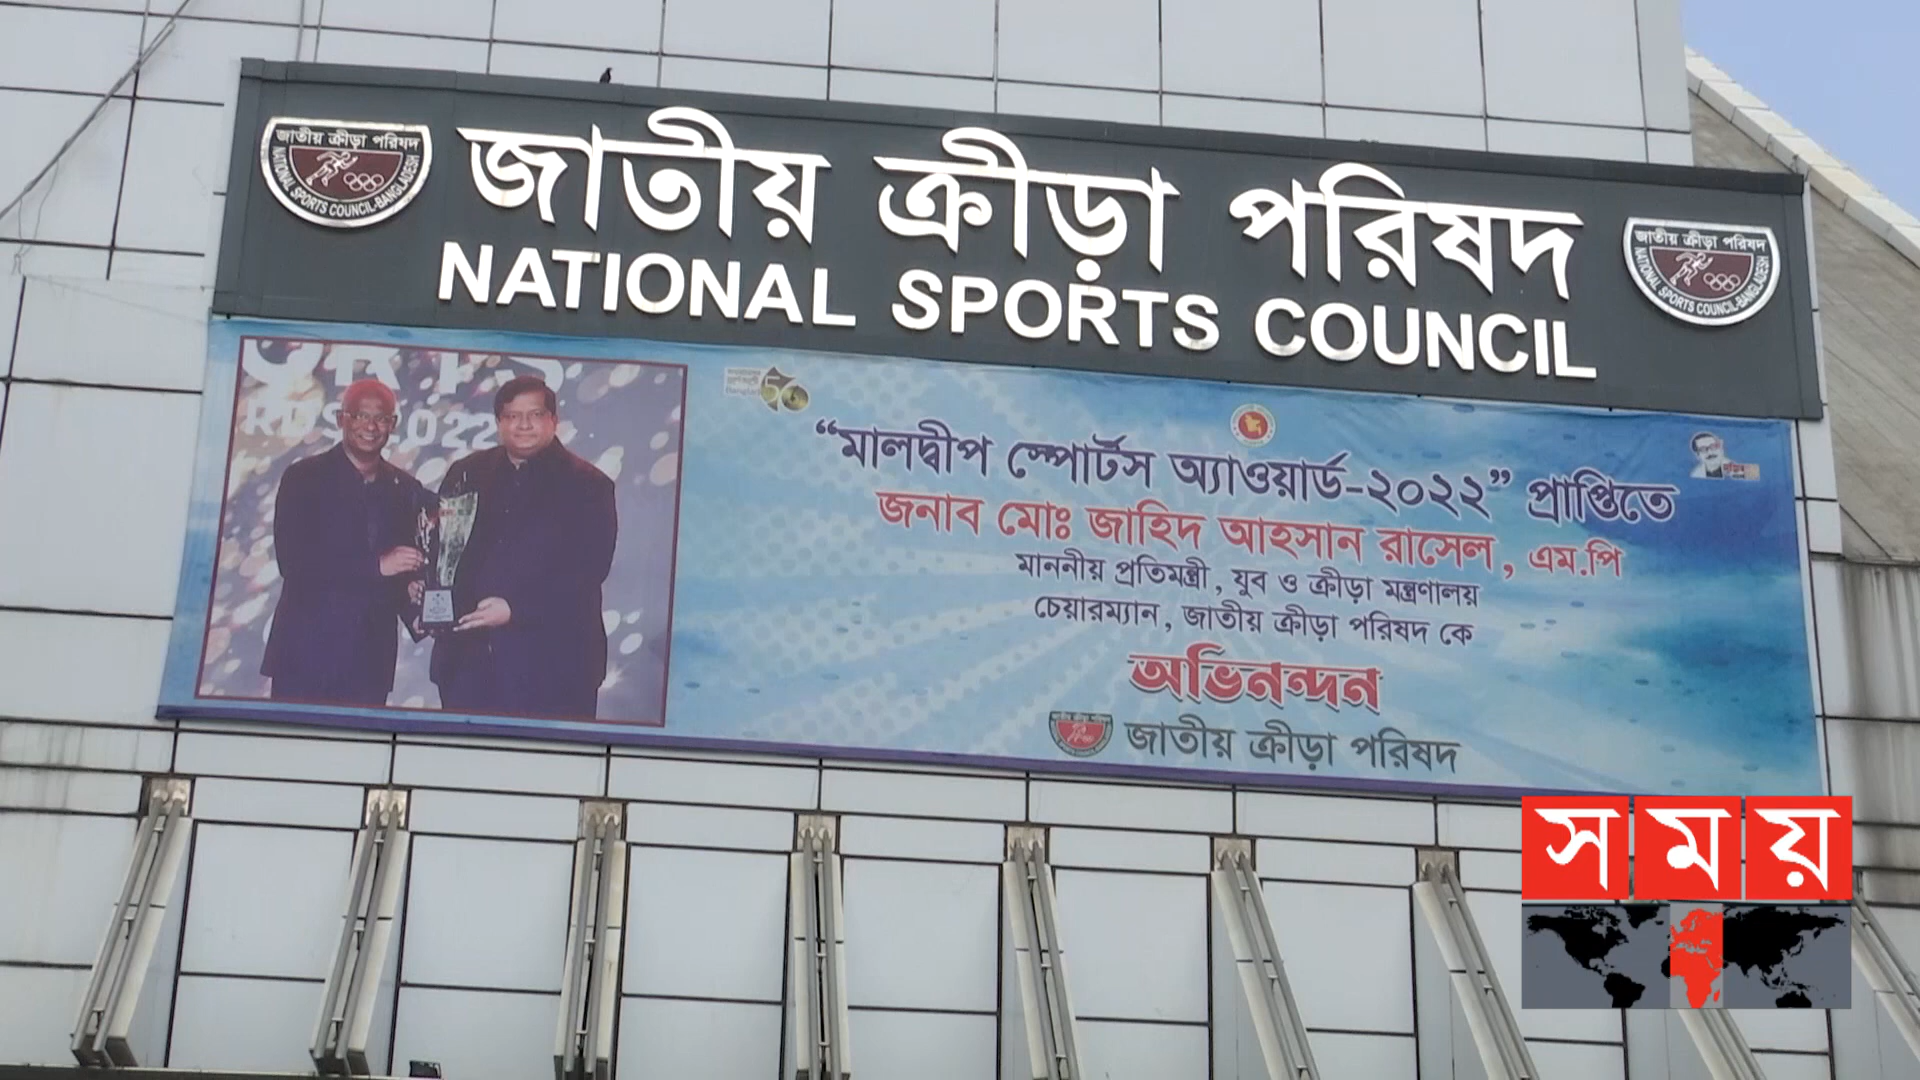 জাতীয় ক্রীড়া পরিষদ
NATIONAL SPORTS COUNCIL
জাতীয় ক্রীড়া পরিষদ
NATIONAL SPORTS COUNCIL-BANGLADESH
জাতীয় ক্রীড়া পরিষদ
NATIONAL SPORTS COUNCIL-BANGLADESH
2022
50
“মালদ্বীপ স্পোর্টস অ্যাওয়ার্ড-২০২২” প্রাপ্তিতে
জনাব মোঃ জাহিদ আহসান রাসেল, এম.পি
মাননীয় প্রতিমন্ত্রী, যুব ও ক্রীড়া মন্ত্রণালয়
চেয়ারম্যান, জাতীয় ক্রীড়া পরিষদ কে
অভিনন্দন
জাতীয় ক্রীড়া পরিষদ
সময়